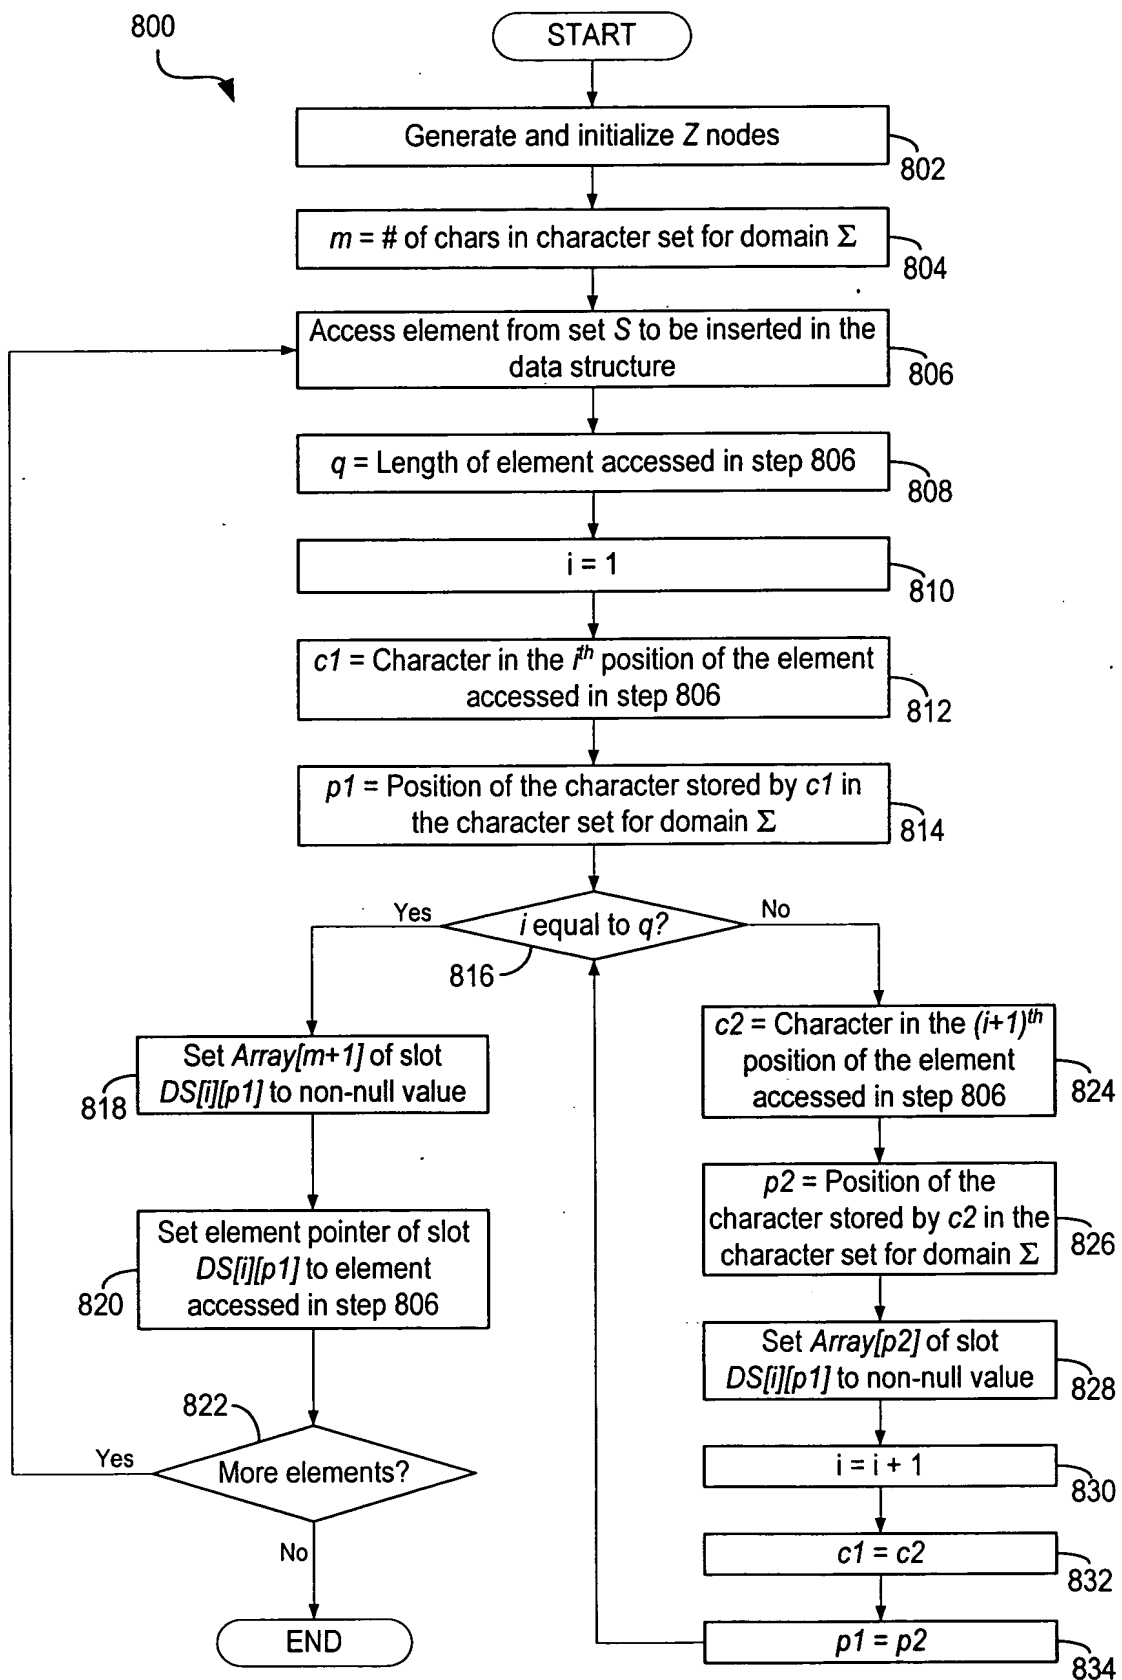 800
START
Generate and initialize Z nodes
802
m = # of chars in character set for domain Σ
804
Access element from set S to be inserted in the
data structure
806
q = Length of element accessed in step 806
808
i = 1
810
c1 = Character in the ith position of the element
accessed in step 806
812
p1 = Position of the character stored by c1 in
the character set for domain Σ
814
Yes
i equal to q?
No
816
Set Array[m+1] of slot
DS[i][p1] to non-null value
818
Set element pointer of slot
DS[i][p1] to element
accessed in step 806
820
822
Yes
More elements?
No
END
c2 = Character in the (i+1)th
position of the element
accessed in step 806
824
p2 = Position of the
character stored by c2 in the
character set for domain Σ
826
Set Array[p2] of slot
DS[i][p1] to non-null value
828
i = i + 1
830
c1 = c2
832
p1 = p2
834